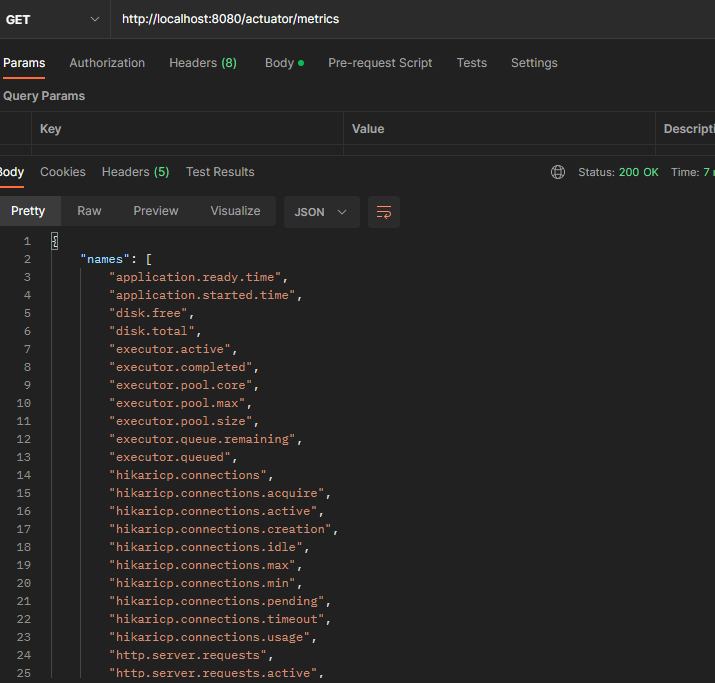 GET http://localhost:8080/actuator/metrics
Params Authorization Headers (8) Body Pre-request Script Tests Settings
Query Params
Key Value Descripti
Body Cookies Headers (5) Test Results Status: 200 OK Time: 7
Pretty Raw Preview Visualize JSON
1 {
2 "names": [
3 "application.ready.time",
4 "application.started.time",
5 "disk.free",
6 "disk.total",
7 "executor.active",
8 "executor.completed",
9 "executor.pool.core",
10 "executor.pool.max",
11 "executor.pool.size",
12 "executor.queue.remaining",
13 "executor.queued",
14 "hikaricp.connections",
15 "hikaricp.connections.acquire",
16 "hikaricp.connections.active",
17 "hikaricp.connections.creation",
18 "hikaricp.connections.idle",
19 "hikaricp.connections.max",
20 "hikaricp.connections.min",
21 "hikaricp.connections.pending",
22 "hikaricp.connections.timeout",
23 "hikaricp.connections.usage",
24 "http.server.requests",
25 "http.server.requests.active",